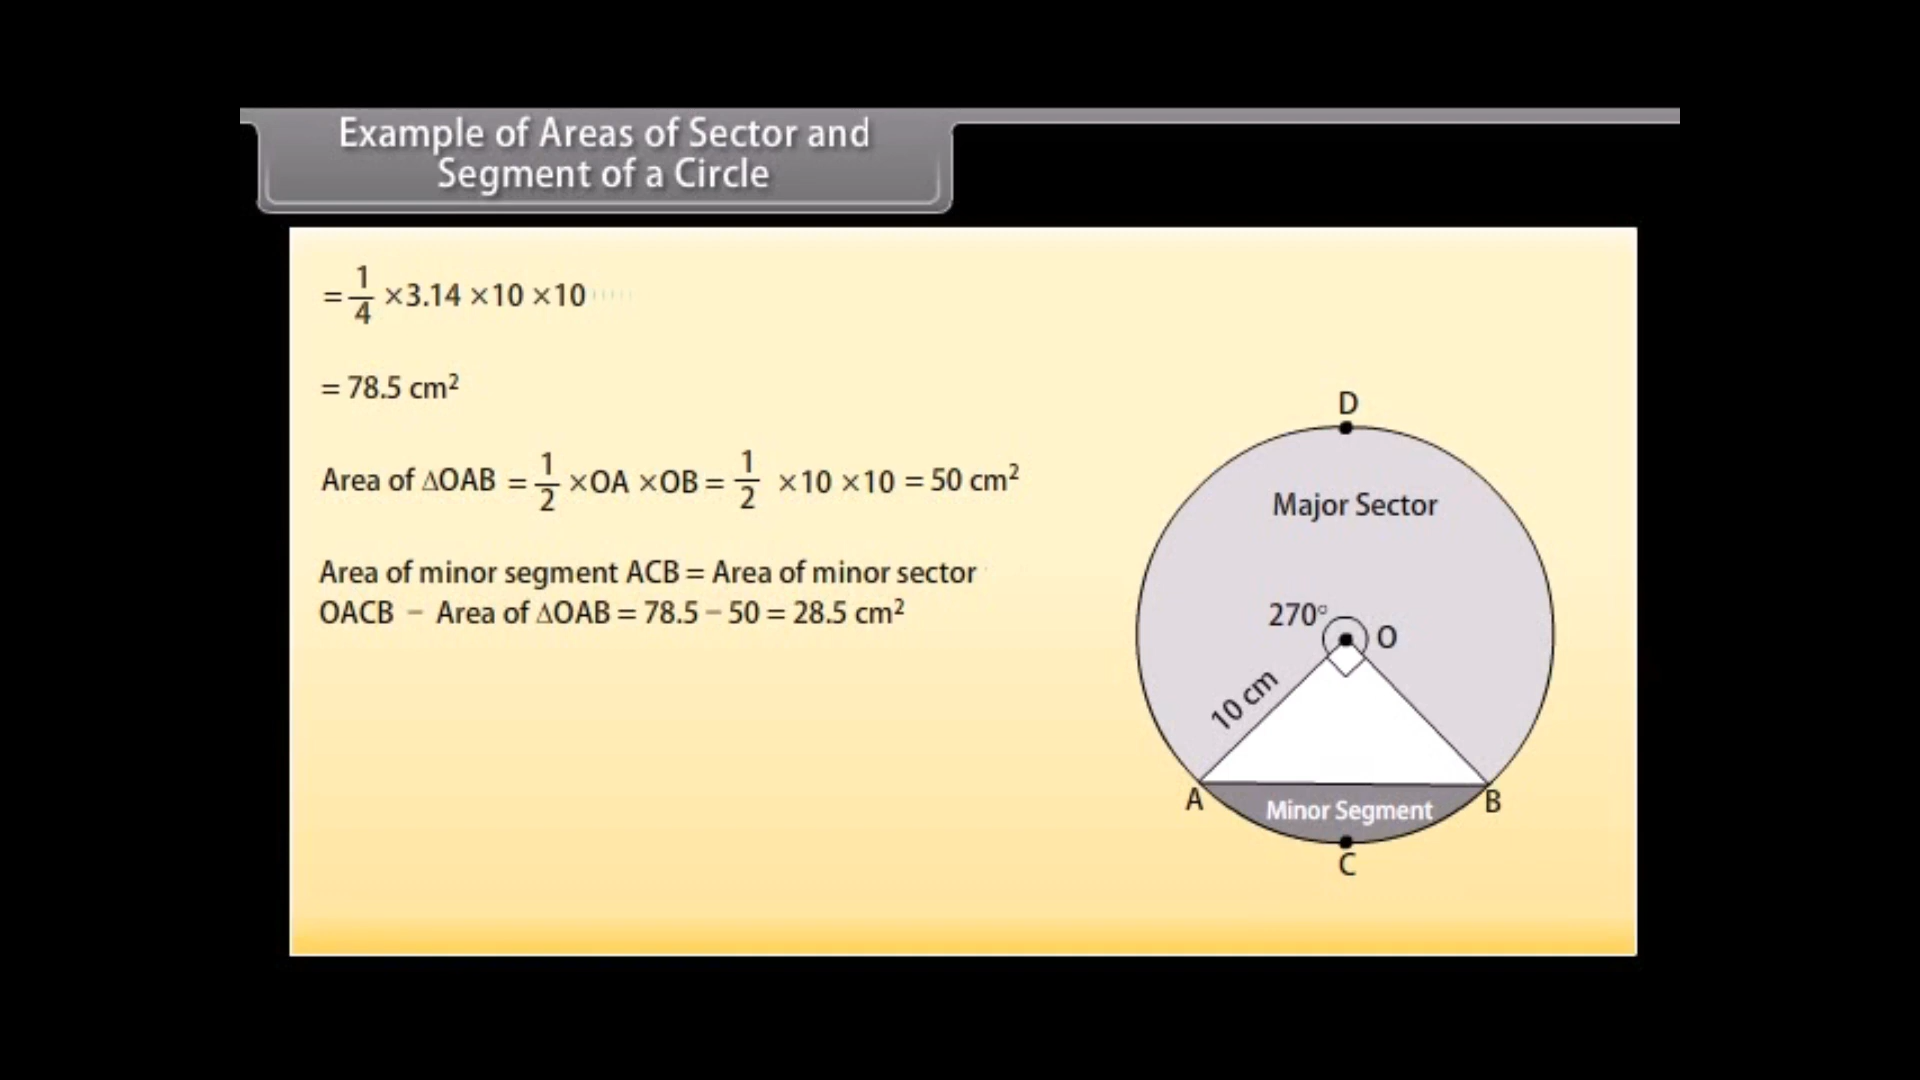 Example of Areas of Sector and
Segment of a Circle
= 1/4 ×3.14 ×10 ×10
= 78.5 cm²
Area of ∆OAB = 1/2 ×OA ×OB = 1/2 ×10 ×10 = 50 cm²
Area of minor segment ACB = Area of minor sector
OACB − Area of ∆OAB = 78.5 − 50 = 28.5 cm²
D
Major Sector
270°
O
10 cm
A
Minor Segment
B
C